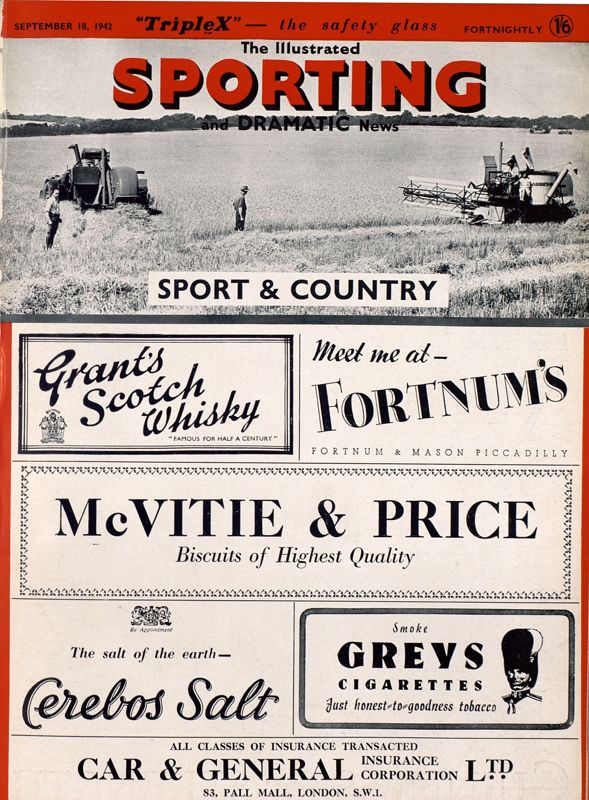 SEPTEMBER 18, 1942
"TripleX" — the safety glass
FORTNIGHTLY 1/6
The Illustrated
SPORTING
and DRAMATIC News
SPORT & COUNTRY
Grant's
Scotch
Whisky
"FAMOUS FOR HALF A CENTURY"
Meet me at —
FORTNUM'S
FORTNUM & MASON PICCADILLY
McVITIE & PRICE
Biscuits of Highest Quality
By Appointment
The salt of the earth—
Cerebos Salt
Smoke
GREYS
CIGARETTES
Just honest-to-goodness tobacco
ALL CLASSES OF INSURANCE TRANSACTED
CAR & GENERAL INSURANCE CORPORATION LTD
83, PALL MALL, LONDON, S.W.1.